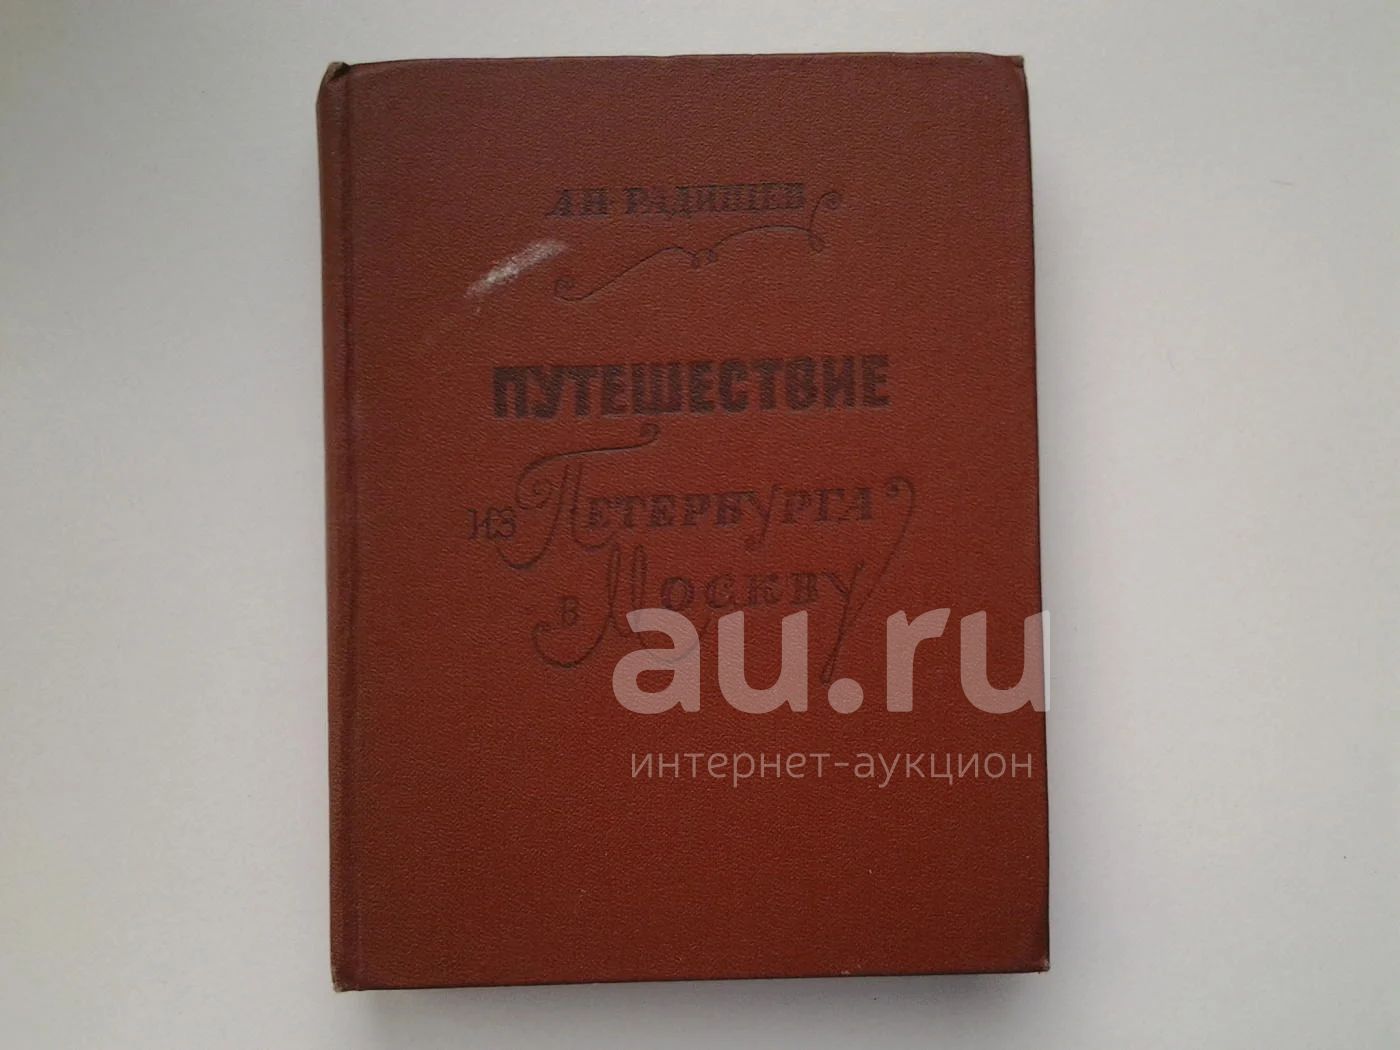 А.Н. РАДИЩЕВ
ПУТЕШЕСТВИЕ
ИЗ ПЕТЕРБУРГА
В МОСКВУ
au.ru
интернет-аукцион